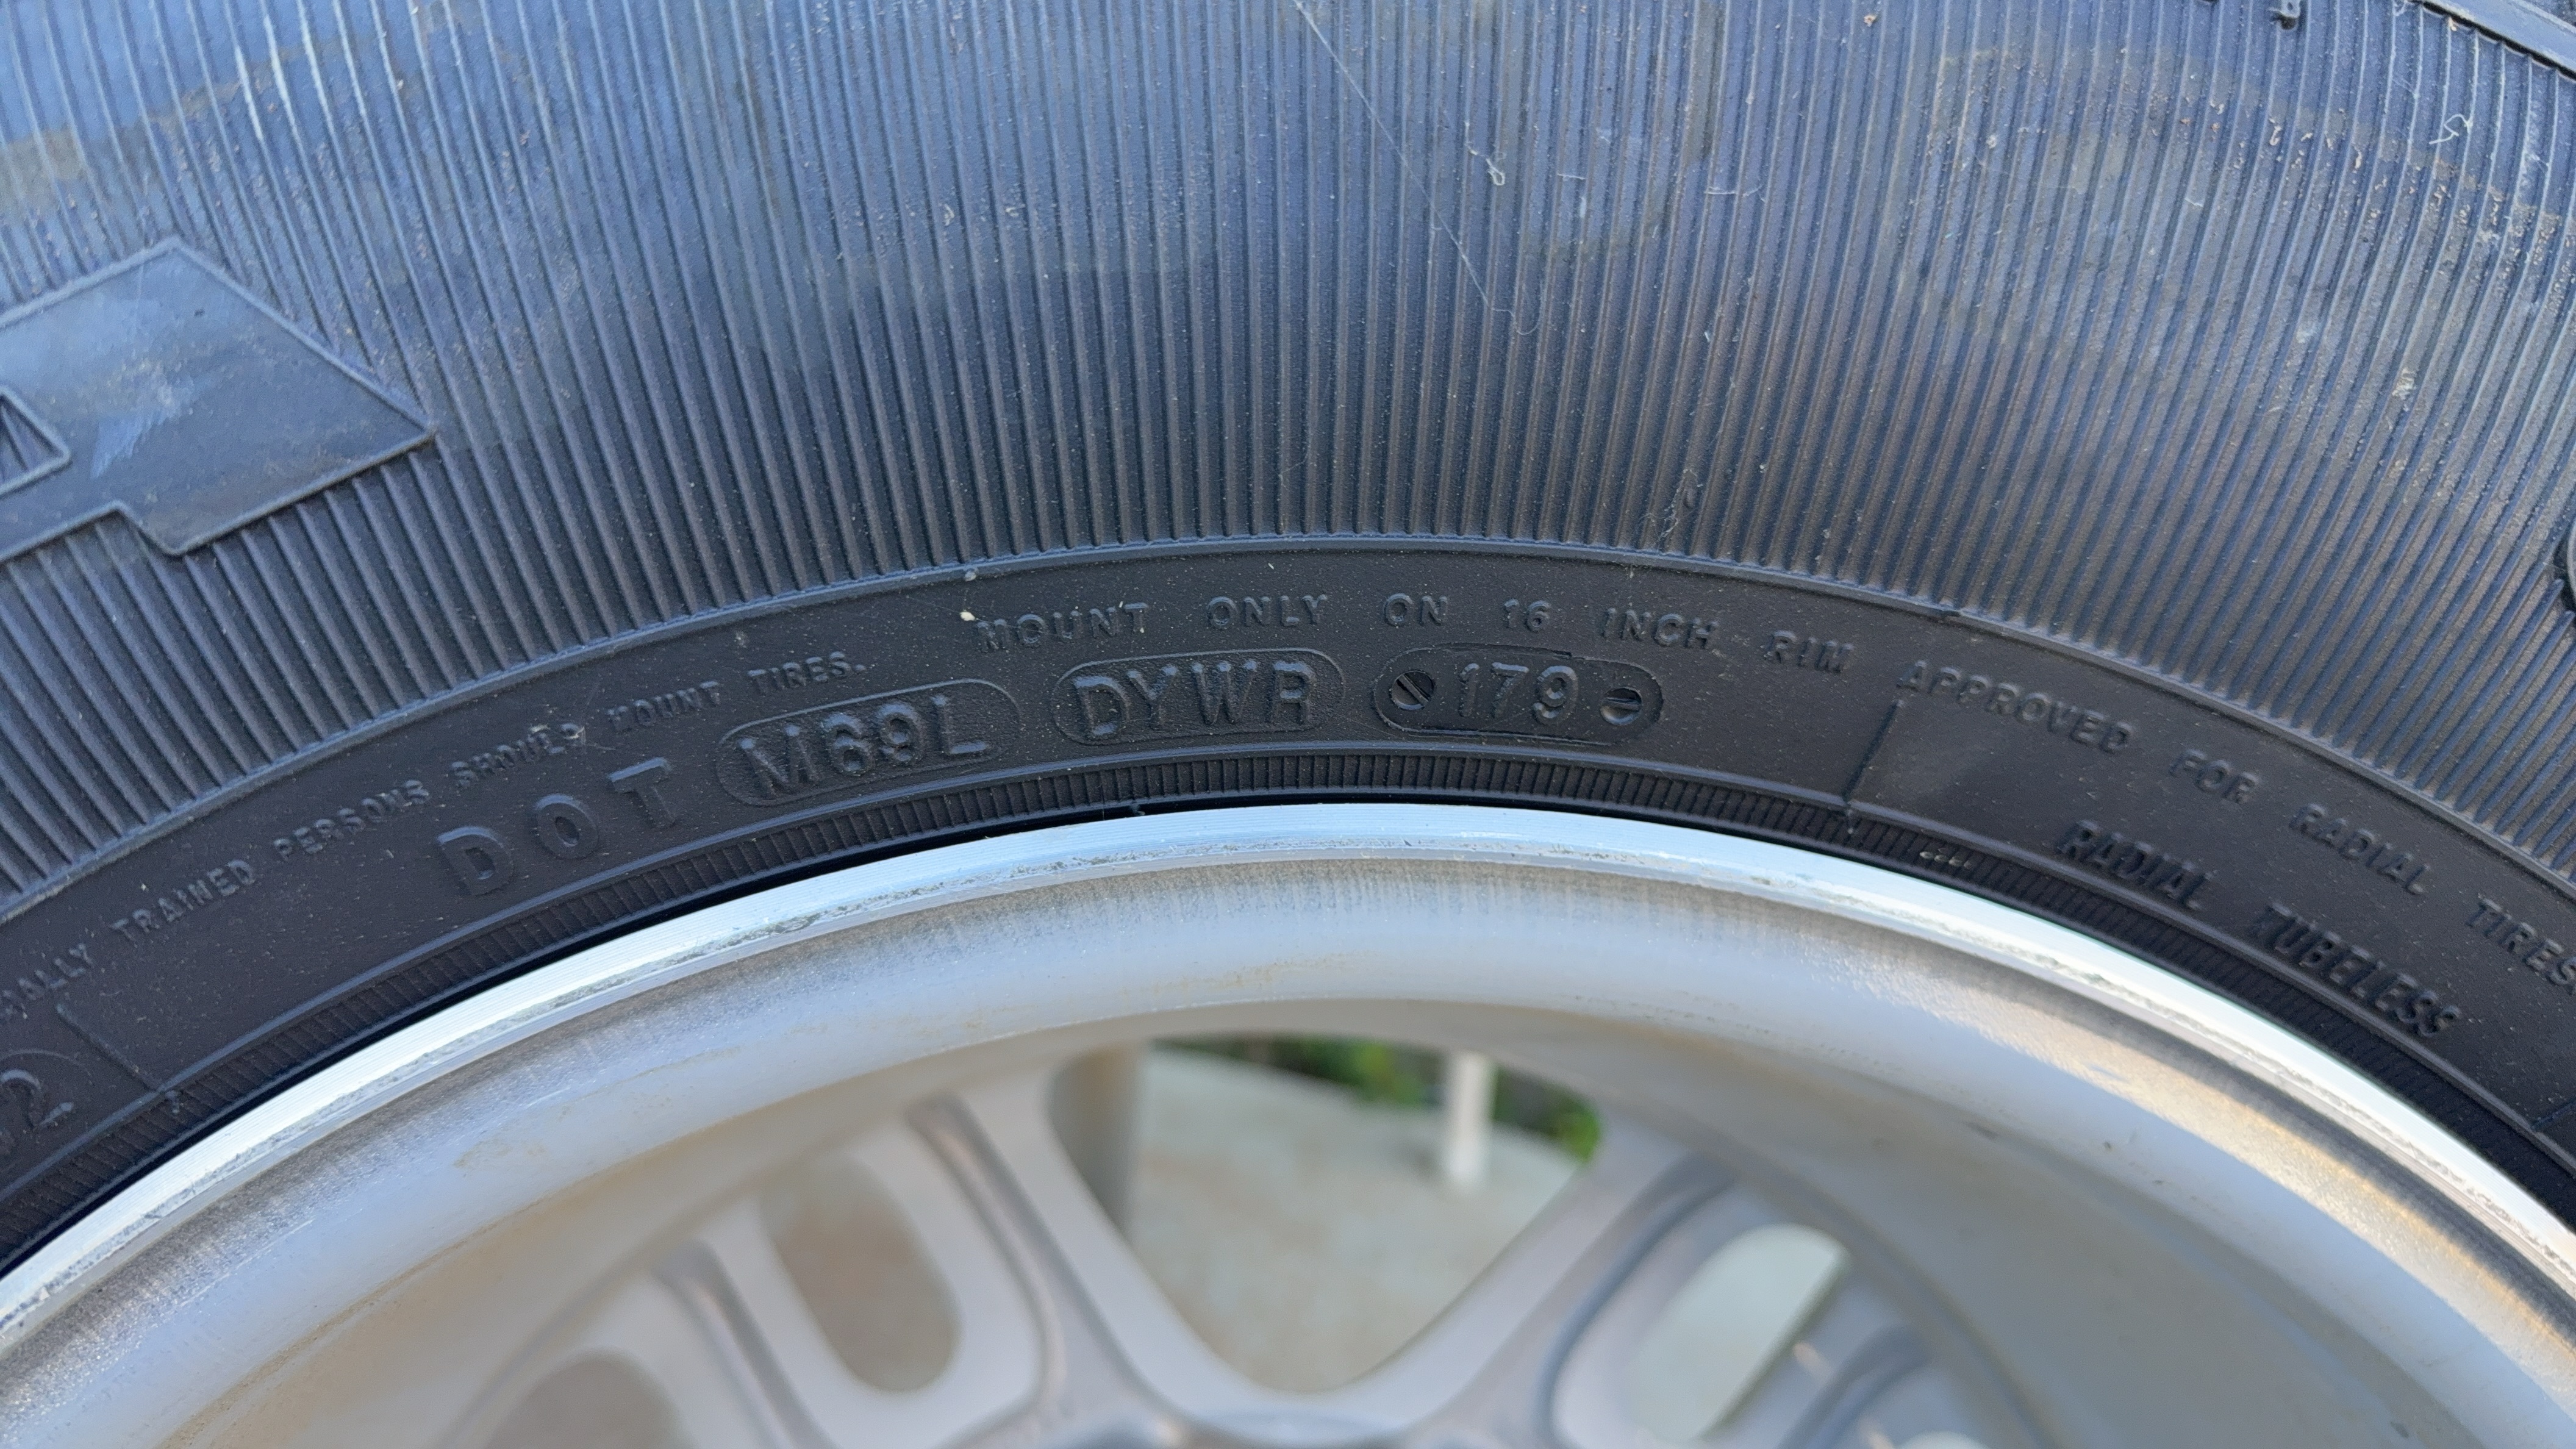 TRAINED PERSONS SHOULD MOUNT TIRES.
MOUNT ONLY ON 16 INCH RIM APPROVED FOR RADIAL TIRES
DOT M69L DYWR 179
RADIAL TUBELESS